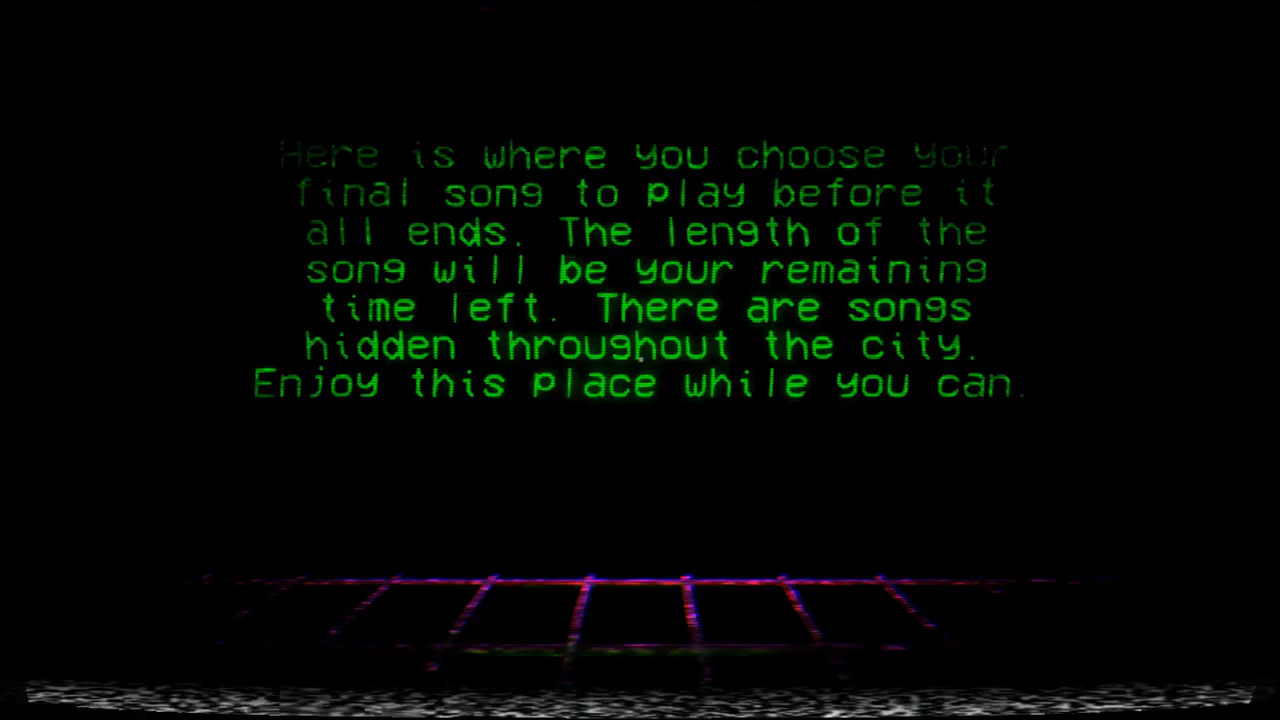 Here is where you choose your
final song to play before it
all ends. The length of the
song will be your remaining
time left. There are songs
hidden throughout the city.
Enjoy this place while you can.